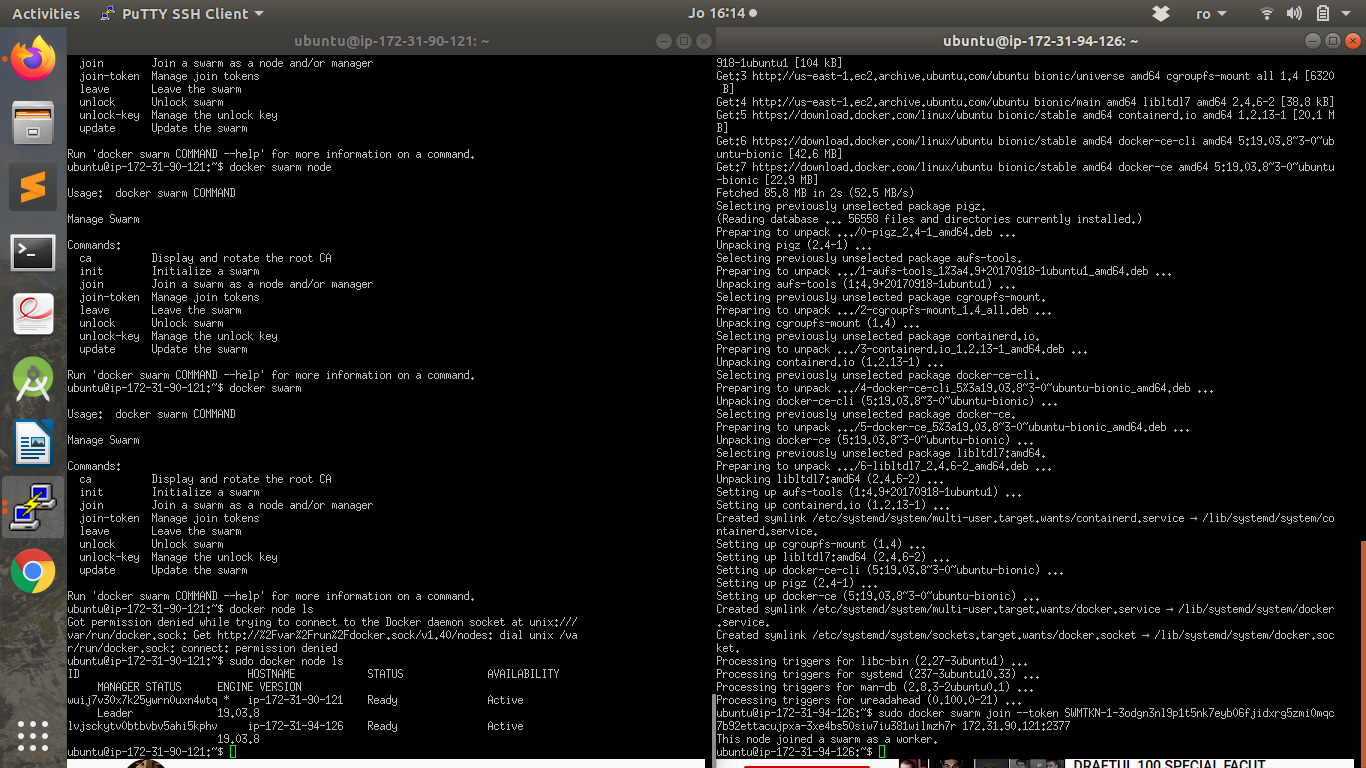 Activities
PuTTY SSH Client
Jo 16:14
ro
ubuntu@ip-172-31-90-121: ~
join Join a swarm as a node and/or manager
join-token Manage join tokens
leave Leave the swarm
unlock Unlock swarm
unlock-key Manage the unlock key
update Update the swarm
Run 'docker swarm COMMAND --help' for more information on a command.
ubuntu@ip-172-31-90-121:~$ docker swarm node
Usage: docker swarm COMMAND
Manage Swarm
Commands:
ca Display and rotate the root CA
init Initialize a swarm
join Join a swarm as a node and/or manager
join-token Manage join tokens
leave Leave the swarm
unlock Unlock swarm
unlock-key Manage the unlock key
update Update the swarm
Run 'docker swarm COMMAND --help' for more information on a command.
ubuntu@ip-172-31-90-121:~$ docker swarm
Usage: docker swarm COMMAND
Manage Swarm
Commands:
ca Display and rotate the root CA
init Initialize a swarm
join Join a swarm as a node and/or manager
join-token Manage join tokens
leave Leave the swarm
unlock Unlock swarm
unlock-key Manage the unlock key
update Update the swarm
Run 'docker swarm COMMAND --help' for more information on a command.
ubuntu@ip-172-31-90-121:~$ docker node ls
Got permission denied while trying to connect to the Docker daemon socket at unix:///
var/run/docker.sock: Get http://%2Fvar%2Frun%2Fdocker.sock/v1.40/nodes: dial unix /va
r/run/docker.sock: connect: permission denied
ubuntu@ip-172-31-90-121:~$ sudo docker node ls
ID HOSTNAME STATUS AVAILABILITY
MANAGER STATUS ENGINE VERSION
wuij7v30x7k25ywrn0uxn4wtq * ip-172-31-90-121 Ready Active
Leader 19.03.8
lvjsckytv0btbvbv5ahi5kphv ip-172-31-94-126 Ready Active
19.03.8
ubuntu@ip-172-31-90-121:~$
ubuntu@ip-172-31-94-126: ~
918-1ubuntu1 [104 kB]
Get:3 http://us-east-1.ec2.archive.ubuntu.com/ubuntu bionic/universe amd64 cgroupfs-mount all 1.4 [6320
B]
Get:4 http://us-east-1.ec2.archive.ubuntu.com/ubuntu bionic/main amd64 libltdl7 amd64 2.4.6-2 [38.8 kB]
Get:5 https://download.docker.com/linux/ubuntu bionic/stable amd64 containerd.io amd64 1.2.13-1 [20.1 M
B]
Get:6 https://download.docker.com/linux/ubuntu bionic/stable amd64 docker-ce-cli amd64 5:19.03.8~3-0~ub
untu-bionic [42.6 MB]
Get:7 https://download.docker.com/linux/ubuntu bionic/stable amd64 docker-ce amd64 5:19.03.8~3-0~ubuntu
-bionic [22.9 MB]
Fetched 85.8 MB in 2s (52.5 MB/s)
Selecting previously unselected package pigz.
(Reading database ... 56558 files and directories currently installed.)
Preparing to unpack .../0-pigz_2.4-1_amd64.deb ...
Unpacking pigz (2.4-1) ...
Selecting previously unselected package aufs-tools.
Preparing to unpack .../1-aufs-tools_1%3a4.9+20170918-1ubuntu1_amd64.deb ...
Unpacking aufs-tools (1:4.9+20170918-1ubuntu1) ...
Selecting previously unselected package cgroupfs-mount.
Preparing to unpack .../2-cgroupfs-mount_1.4_all.deb ...
Unpacking cgroupfs-mount (1.4) ...
Selecting previously unselected package containerd.io.
Preparing to unpack .../3-containerd.io_1.2.13-1_amd64.deb ...
Unpacking containerd.io (1.2.13-1) ...
Selecting previously unselected package docker-ce-cli.
Preparing to unpack .../4-docker-ce-cli_5%3a19.03.8~3-0~ubuntu-bionic_amd64.deb ...
Unpacking docker-ce-cli (5:19.03.8~3-0~ubuntu-bionic) ...
Selecting previously unselected package docker-ce.
Preparing to unpack .../5-docker-ce_5%3a19.03.8~3-0~ubuntu-bionic_amd64.deb ...
Unpacking docker-ce (5:19.03.8~3-0~ubuntu-bionic) ...
Selecting previously unselected package libltdl7:amd64.
Preparing to unpack .../6-libltdl7_2.4.6-2_amd64.deb ...
Unpacking libltdl7:amd64 (2.4.6-2) ...
Setting up aufs-tools (1:4.9+20170918-1ubuntu1) ...
Setting up containerd.io (1.2.13-1) ...
Created symlink /etc/systemd/system/multi-user.target.wants/containerd.service → /lib/systemd/system/co
ntainerd.service.
Setting up cgroupfs-mount (1.4) ...
Setting up libltdl7:amd64 (2.4.6-2) ...
Setting up docker-ce-cli (5:19.03.8~3-0~ubuntu-bionic) ...
Setting up pigz (2.4-1) ...
Setting up docker-ce (5:19.03.8~3-0~ubuntu-bionic) ...
Created symlink /etc/systemd/system/multi-user.target.wants/docker.service → /lib/systemd/system/docker
.service.
Created symlink /etc/systemd/system/sockets.target.wants/docker.socket → /lib/systemd/system/docker.soc
ket.
Processing triggers for libc-bin (2.27-3ubuntu1) ...
Processing triggers for systemd (237-3ubuntu10.33) ...
Processing triggers for man-db (2.8.3-2ubuntu0.1) ...
Processing triggers for ureadahead (0.100.0-21) ...
ubuntu@ip-172-31-94-126:~$ sudo docker swarm join --token SWMTKN-1-3odgn3nl9p1t5nk7eyb06fjidxrg5zmi0mqc
7b92ettacujpxa-3xe4bs50siw7iu381wilmzh7r 172.31.90.121:2377
This node joined a swarm as a worker.
ubuntu@ip-172-31-94-126:~$
DRAFTUL 100 SPECIAL FACUT